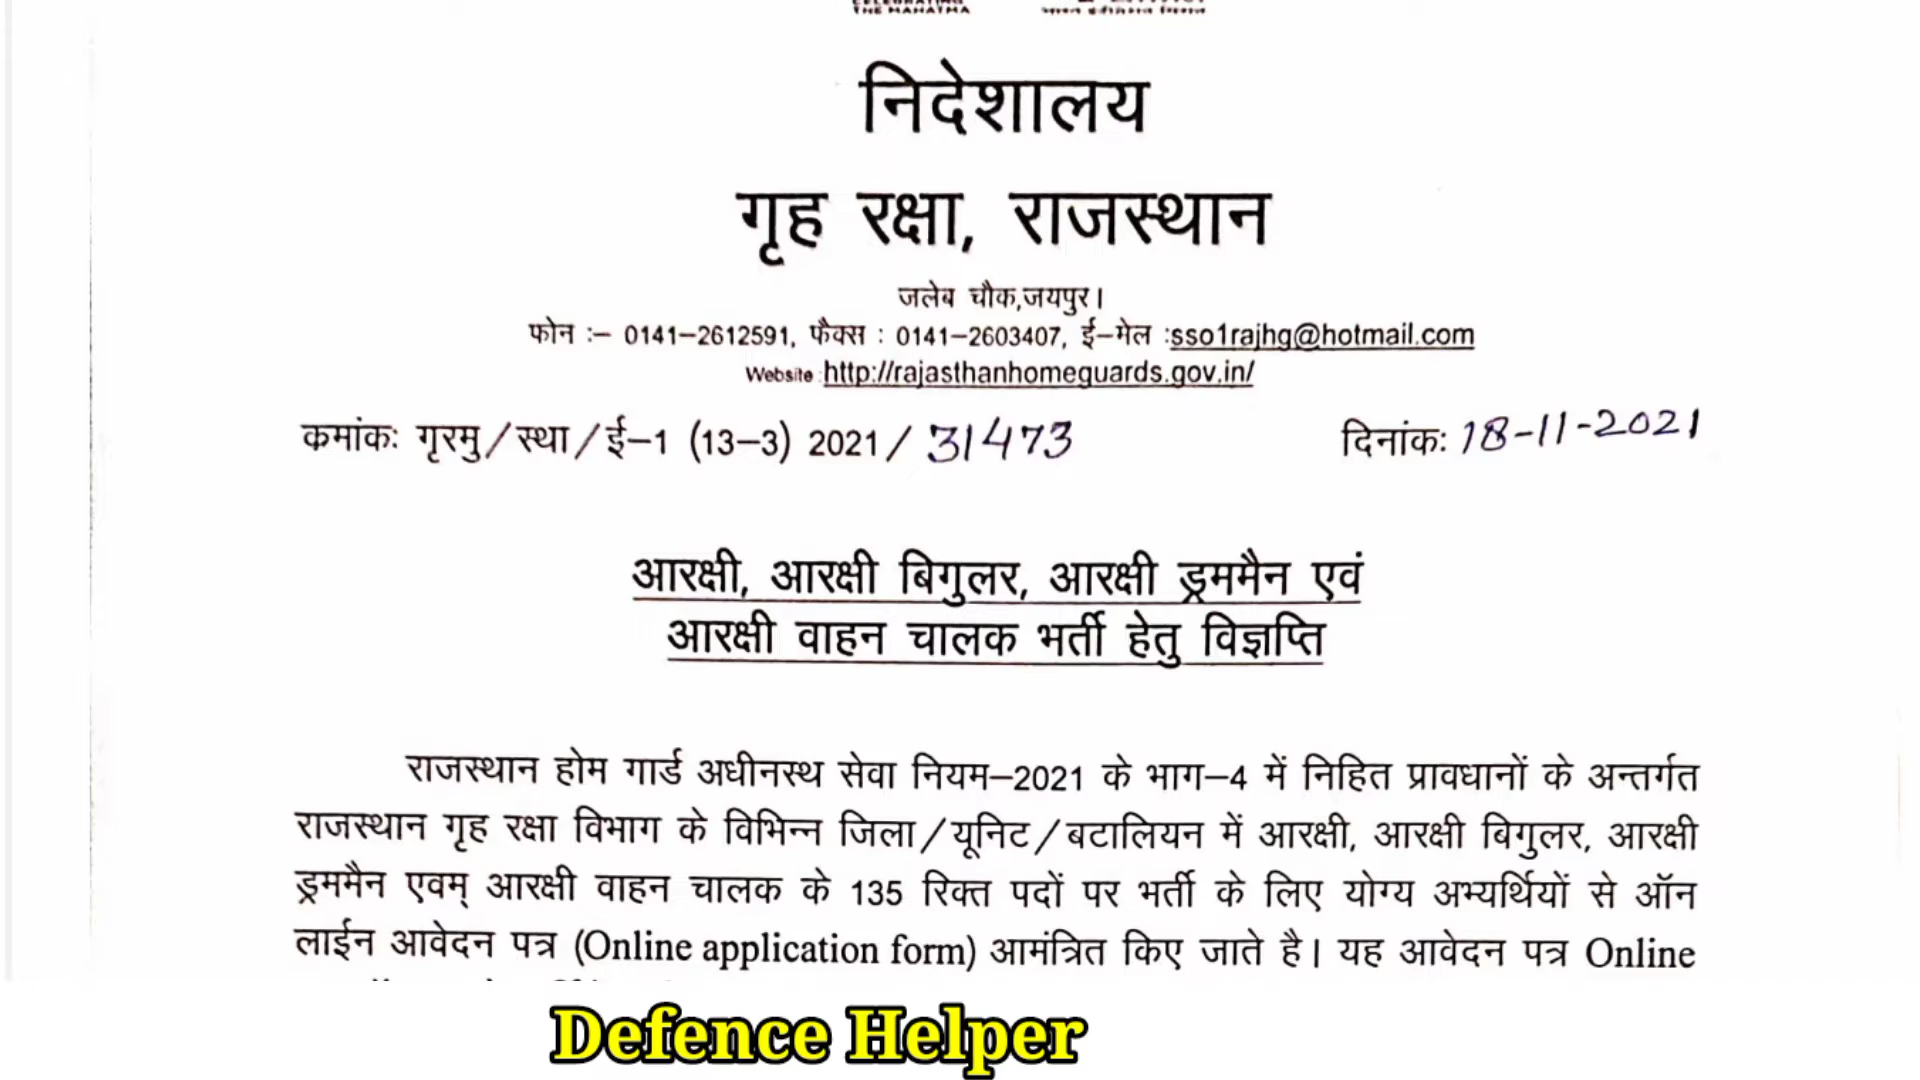 THE MAHATMA
निदेशालय
गृह रक्षा, राजस्थान
जलेब चौक,जयपुर।
फोन :– 0141–2612591, फैक्स : 0141–2603407, ई–मेल :sso1rajhg@hotmail.com
Website :http://rajasthanhomeguards.gov.in/
कमांकः गृरमु/स्था/ई–1 (13–3) 2021/ 31473 दिनांकः 18-11-2021
आरक्षी, आरक्षी बिगुलर, आरक्षी ड्रममैन एवं
आरक्षी वाहन चालक भर्ती हेतु विज्ञप्ति
राजस्थान होम गार्ड अधीनस्थ सेवा नियम–2021 के भाग–4 में निहित प्रावधानों के अन्तर्गत
राजस्थान गृह रक्षा विभाग के विभिन्न जिला/यूनिट/बटालियन में आरक्षी, आरक्षी बिगुलर, आरक्षी
ड्रममैन एवम् आरक्षी वाहन चालक के 135 रिक्त पदों पर भर्ती के लिए योग्य अभ्यर्थियों से ऑन
लाईन आवेदन पत्र (Online application form) आमंत्रित किए जाते है। यह आवेदन पत्र Online
Defence Helper